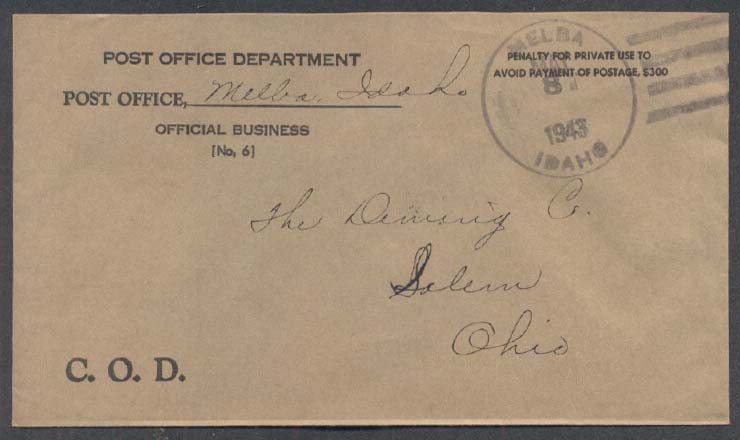 POST OFFICE DEPARTMENT
POST OFFICE, Melba, Idaho
OFFICIAL BUSINESS
[No. 6]
MELBA
8
1943
IDAHO
PENALTY FOR PRIVATE USE TO
AVOID PAYMENT OF POSTAGE, $300
The Deming Co.
Salem
Ohio
C. O. D.